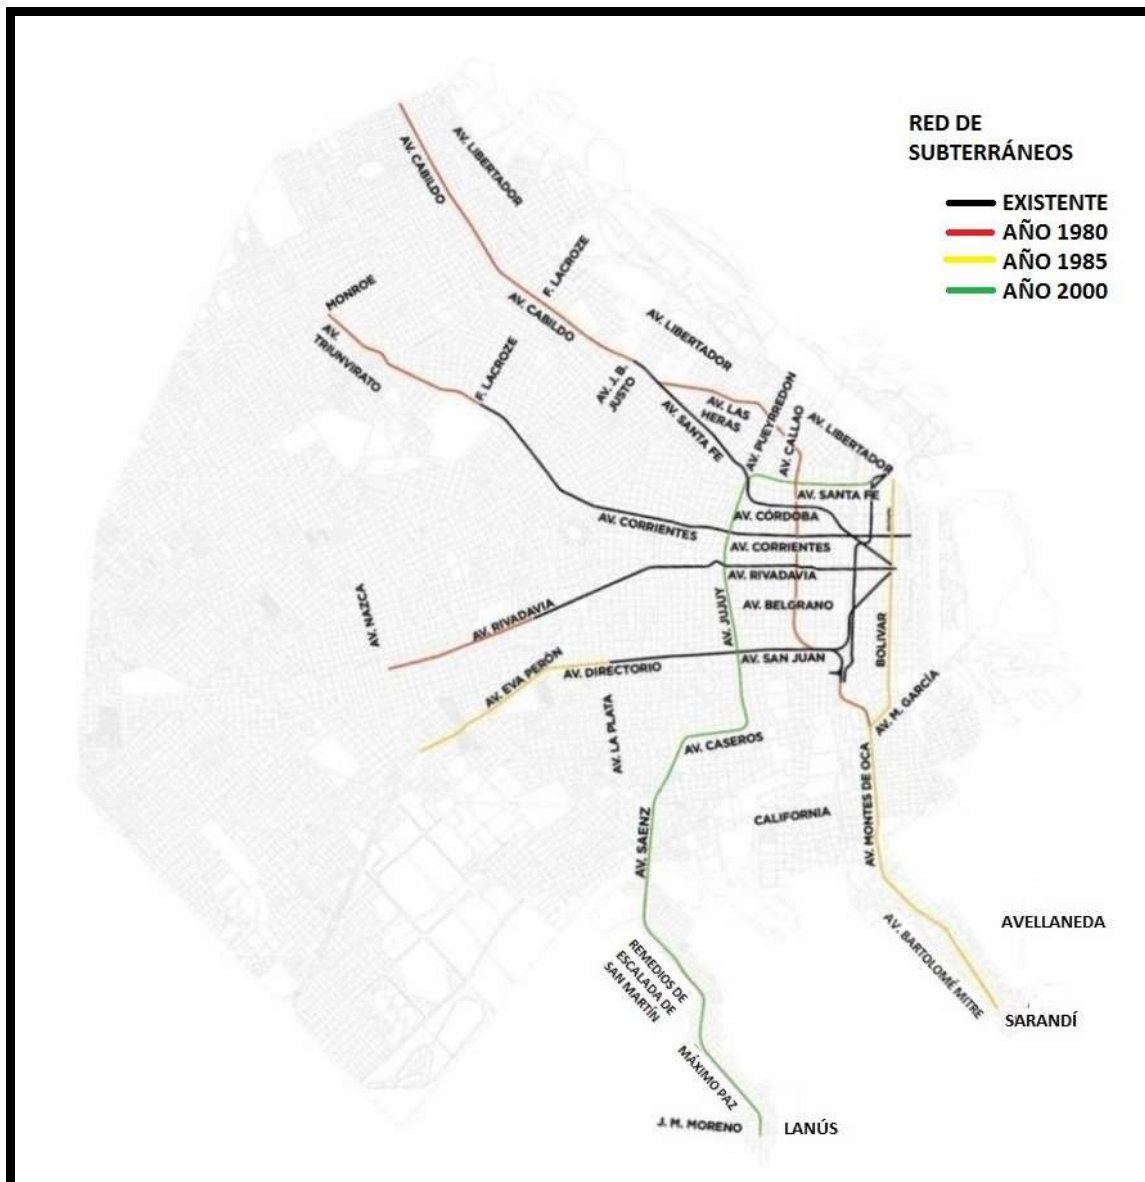 RED DE
SUBTERRÁNEOS
EXISTENTE
AÑO 1980
AÑO 1985
AÑO 2000
AV. LIBERTADOR
AV. CABILDO
F. LACROZE
MONROE
AV. CABILDO
AV. LIBERTADOR
AV.
TRIUNVIRATO
F. LACROZE
AV. J. B.
JUSTO
AV. LAS
HERAS
AV. SANTA FE
AV. PUEYRREDON
AV. CALLAO
AV. LIBERTADOR
AV. SANTA FE
AV. CÓRDOBA
AV. CORRIENTES
AV. CORRIENTES
AV. RIVADAVIA
AV. NAZCA
AV. RIVADAVIA
AV. JUJUY
AV. BELGRANO
BOLIVAR
AV. EVA PERÓN
AV. DIRECTORIO
AV. SAN JUAN
AV. LA PLATA
AV. M. GARCÍA
AV. CASEROS
AV. MONTES DE OCA
CALIFORNIA
AV. SAENZ
AVELLANEDA
AV. BARTOLOMÉ MITRE
REMEDIOS DE
ESCALADA DE
SAN MARTÍN
SARANDÍ
MÁXIMO PAZ
J. M. MORENO
LANÚS